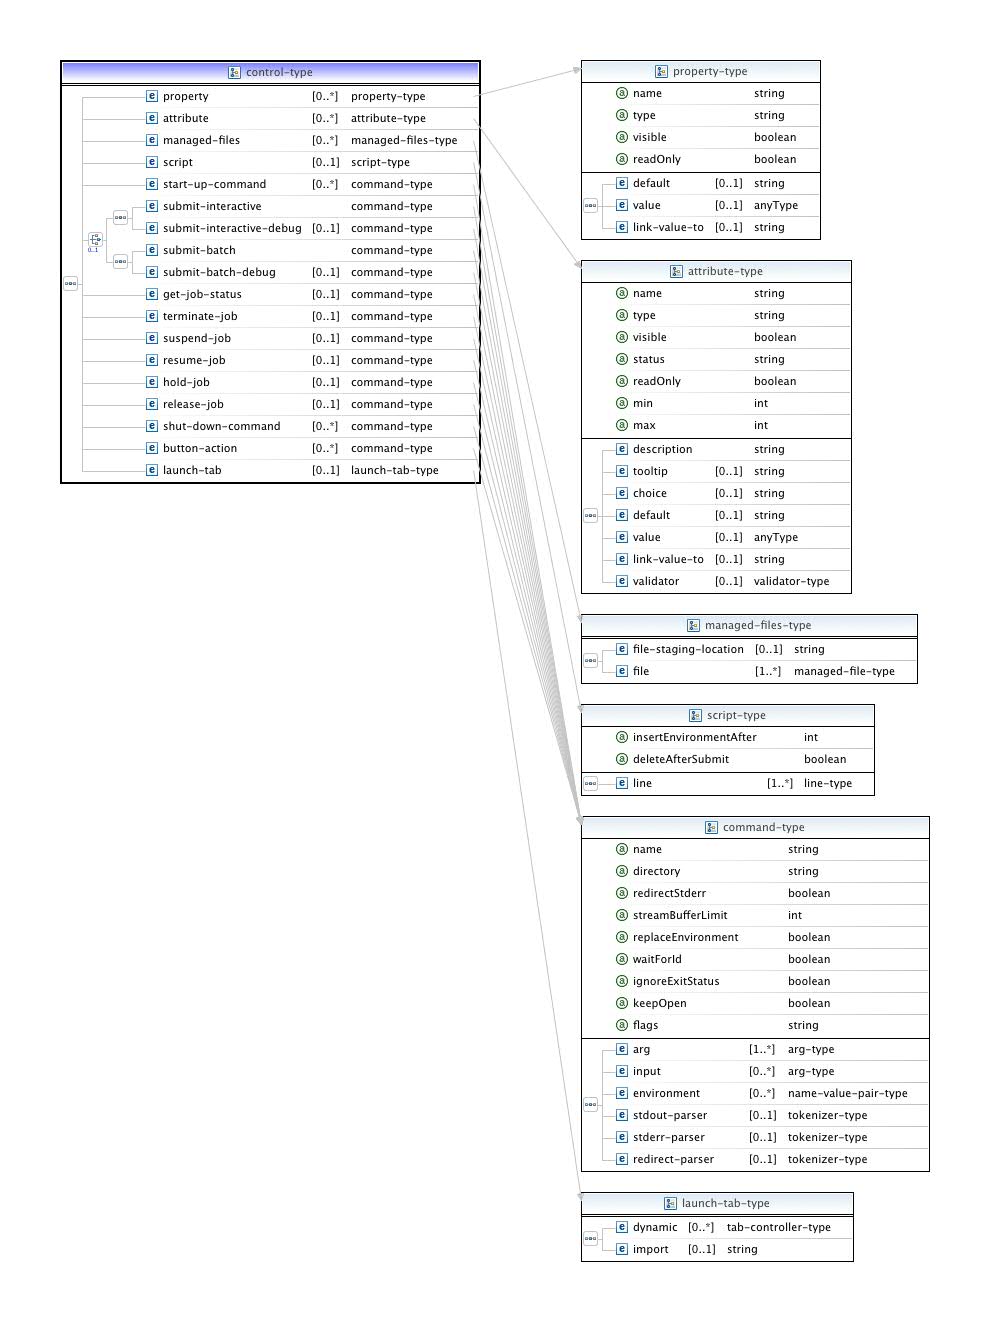 control-type
property [0..*] property-type
attribute [0..*] attribute-type
managed-files [0..*] managed-files-type
script [0..1] script-type
start-up-command [0..*] command-type
submit-interactive command-type
submit-interactive-debug [0..1] command-type
0..1
submit-batch command-type
submit-batch-debug [0..1] command-type
get-job-status [0..1] command-type
terminate-job [0..1] command-type
suspend-job [0..1] command-type
resume-job [0..1] command-type
hold-job [0..1] command-type
release-job [0..1] command-type
shut-down-command [0..*] command-type
button-action [0..*] command-type
launch-tab [0..1] launch-tab-type
property-type
name string
type string
visible boolean
readOnly boolean
default [0..1] string
value [0..1] anyType
link-value-to [0..1] string
attribute-type
name string
type string
visible boolean
status string
readOnly boolean
min int
max int
description string
tooltip [0..1] string
choice [0..1] string
default [0..1] string
value [0..1] anyType
link-value-to [0..1] string
validator [0..1] validator-type
managed-files-type
file-staging-location [0..1] string
file [1..*] managed-file-type
script-type
insertEnvironmentAfter int
deleteAfterSubmit boolean
line [1..*] line-type
command-type
name string
directory string
redirectStderr boolean
streamBufferLimit int
replaceEnvironment boolean
waitForId boolean
ignoreExitStatus boolean
keepOpen boolean
flags string
arg [1..*] arg-type
input [0..*] arg-type
environment [0..*] name-value-pair-type
stdout-parser [0..1] tokenizer-type
stderr-parser [0..1] tokenizer-type
redirect-parser [0..1] tokenizer-type
launch-tab-type
dynamic [0..*] tab-controller-type
import [0..1] string